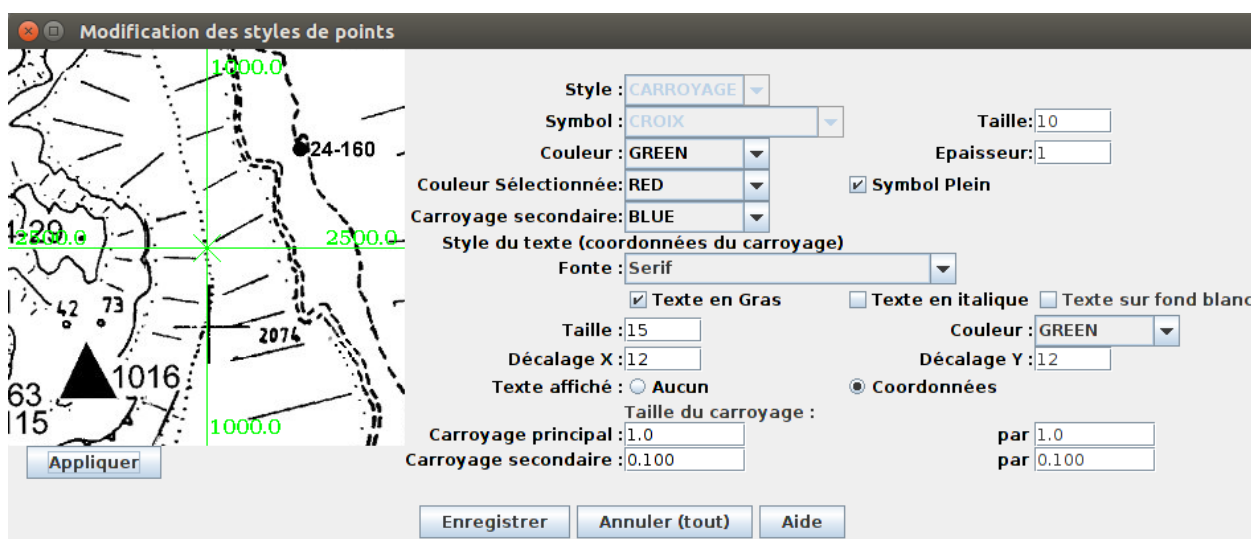 Modification des styles de points
1000.0
24-160
2500.0 2500.0
42 73
2074
1016
63
115
1000.0
Appliquer
Style : CARROYAGE
Symbol : CROIX Taille: 10
Couleur : GREEN Epaisseur: 1
Couleur Sélectionnée: RED Symbol Plein
Carroyage secondaire: BLUE
Style du texte (coordonnées du carroyage)
Fonte : Serif
Texte en Gras Texte en italique Texte sur fond blanc
Taille : 15 Couleur : GREEN
Décalage X : 12 Décalage Y : 12
Texte affiché : Aucun Coordonnées
Taille du carroyage :
Carroyage principal : 1.0 par 1.0
Carroyage secondaire : 0.100 par 0.100
Enregistrer Annuler (tout) Aide